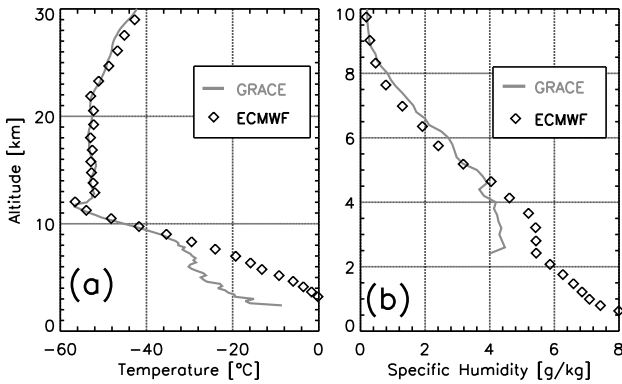 30
20
10
0
Altitude [km]
GRACE
ECMWF
(a)
-60 -40 -20 0
Temperature [°C]
10
8
6
4
2
0
GRACE
ECMWF
(b)
0 2 4 6 8
Specific Humidity [g/kg]